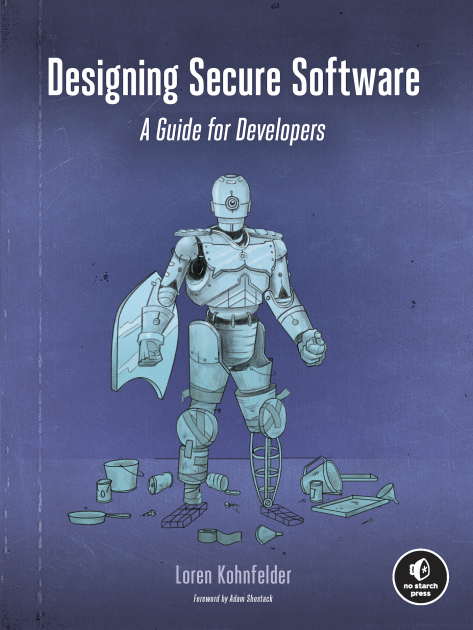 Designing Secure Software
A Guide for Developers
Loren Kohnfelder
Foreword by Adam Shostack
no starch
press